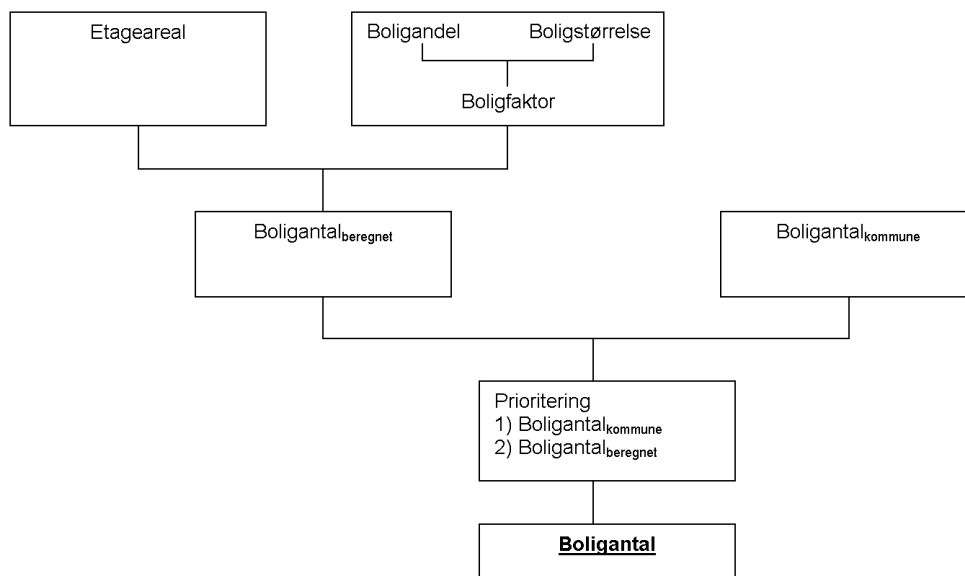 Etageareal
Boligandel Boligstørrelse
Boligfaktor
Boligantalberegnet
Boligantalkommune
Prioritering
1) Boligantalkommune
2) Boligantalberegnet
Boligantal